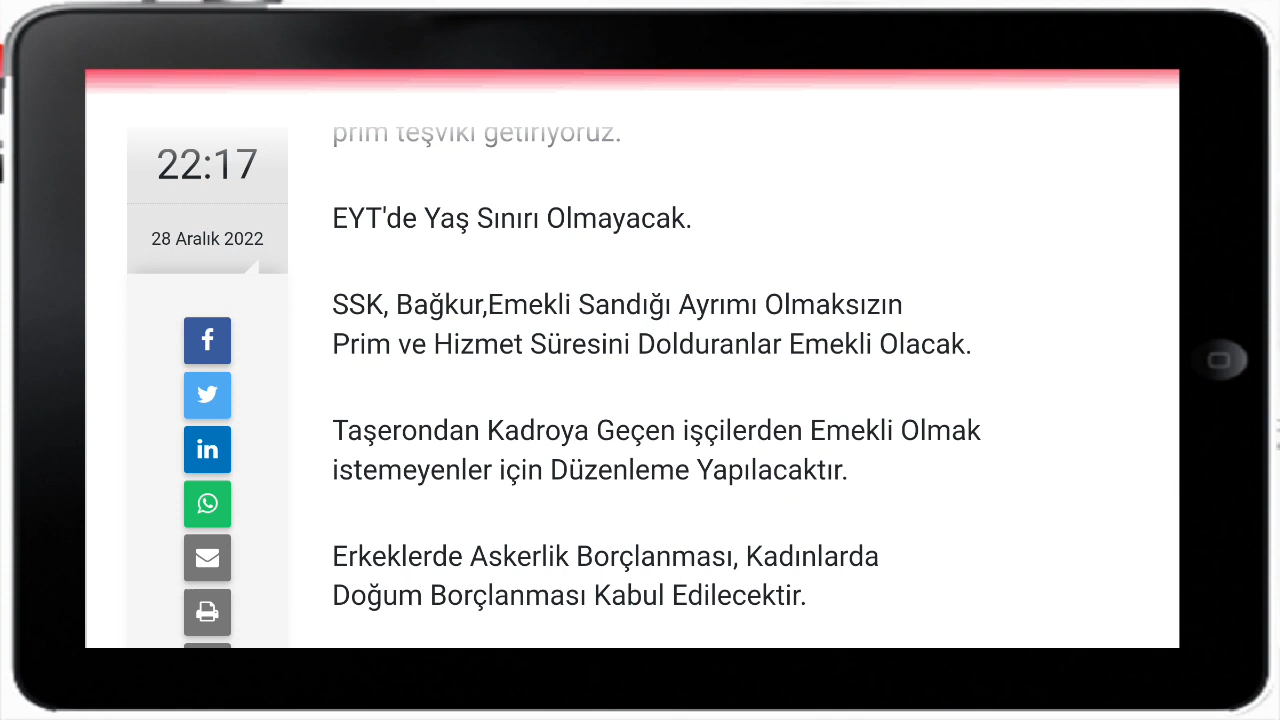 prim teşviki getiriyoruz.
22:17
28 Aralık 2022
EYT'de Yaş Sınırı Olmayacak.
SSK, Bağkur,Emekli Sandığı Ayrımı Olmaksızın
Prim ve Hizmet Süresini Dolduranlar Emekli Olacak.
Taşerondan Kadroya Geçen işçilerden Emekli Olmak
istemeyenler için Düzenleme Yapılacaktır.
Erkeklerde Askerlik Borçlanması, Kadınlarda
Doğum Borçlanması Kabul Edilecektir.